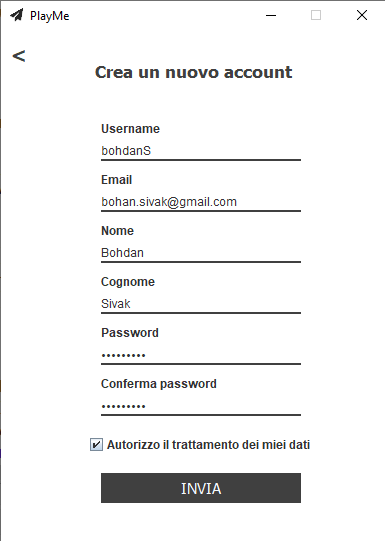 PlayMe
<
Crea un nuovo account
Username
bohdanS
Email
bohan.sivak@gmail.com
Nome
Bohdan
Cognome
Sivak
Password
•••••••••
Conferma password
•••••••••
Autorizzo il trattamento dei miei dati
INVIA